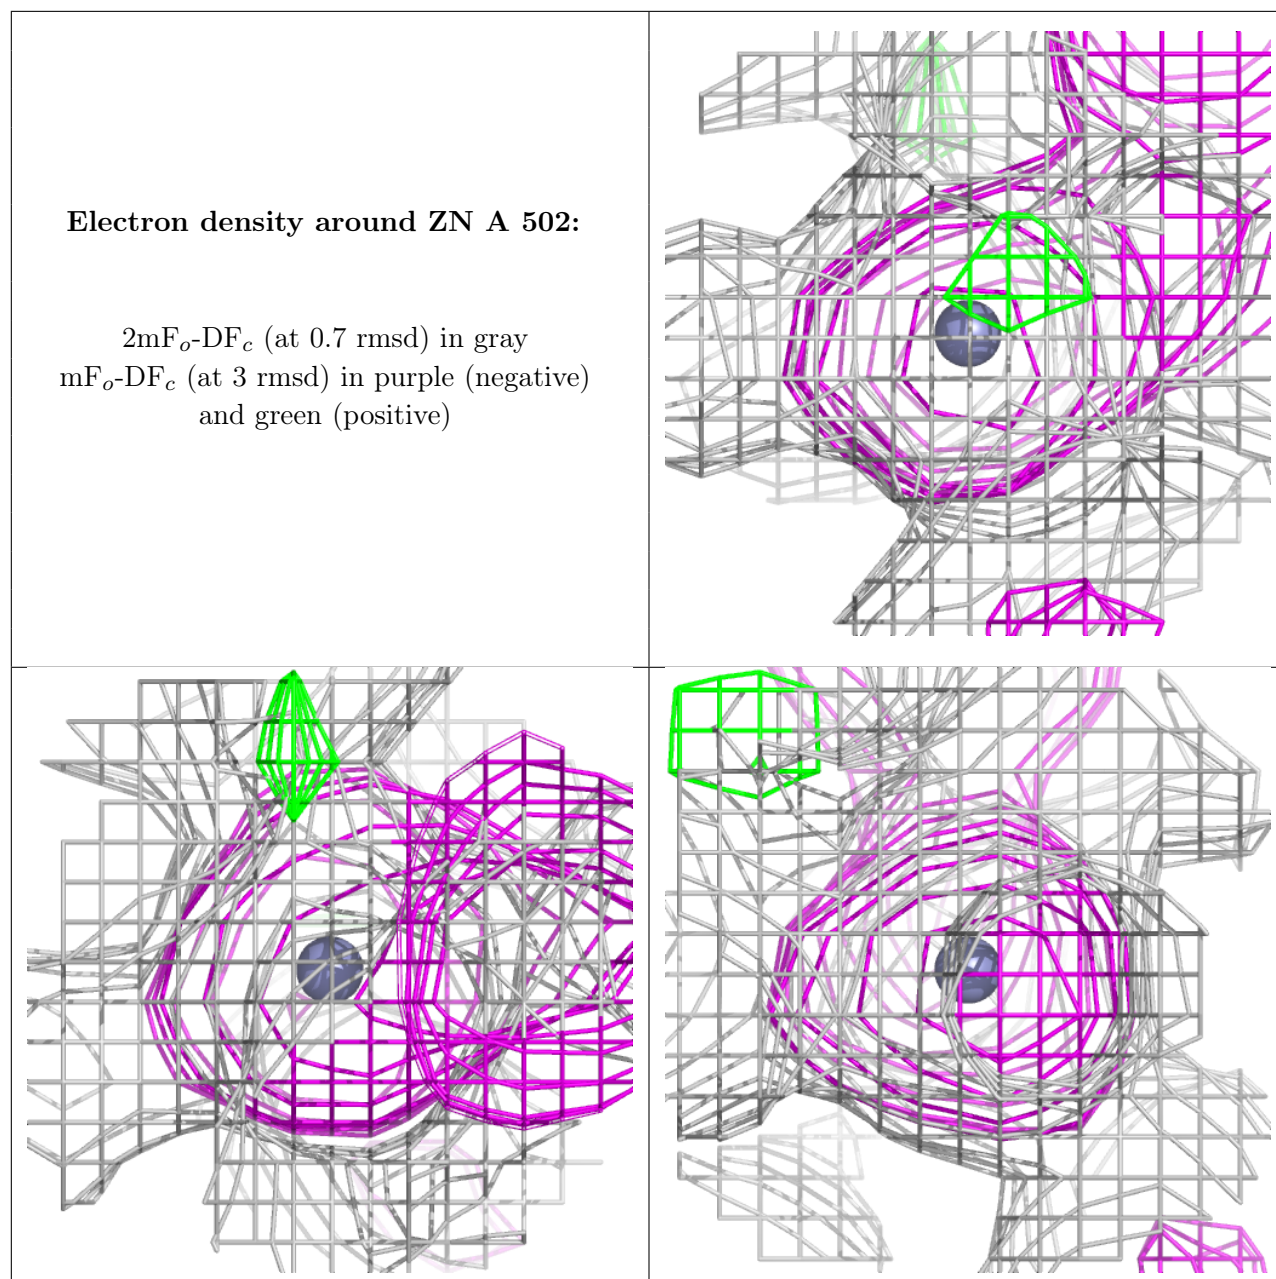 Electron density around ZN A 502:
2mFo-DFc (at 0.7 rmsd) in gray
mFo-DFc (at 3 rmsd) in purple (negative)
and green (positive)